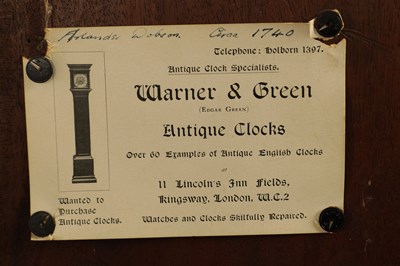 Orlando Dobson Circa 1740
Telephone: Holborn 1397.
Antique Clock Specialists.
Warner & Green
(Edgar Green)
Antique Clocks
Over 60 Examples of Antique English Clocks
at
11 Lincoln's Inn Fields,
Kingsway, London, W.C.2
Wanted to
Purchase
Antique Clocks.
Watches and Clocks Skilfully Repaired.